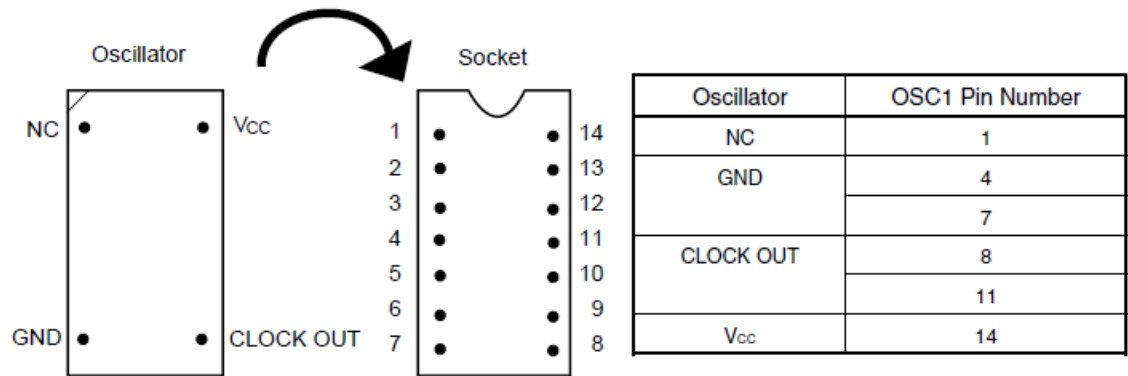 Oscillator
Socket
NC
Vcc
GND
CLOCK OUT
1
2
3
4
5
6
7
14
13
12
11
10
9
8
Oscillator OSC1 Pin Number
NC 1
GND 4
7
CLOCK OUT 8
11
Vcc 14